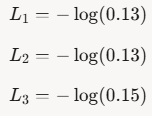 L₁ = − log(0.13)
L₂ = − log(0.13)
L₃ = − log(0.15)